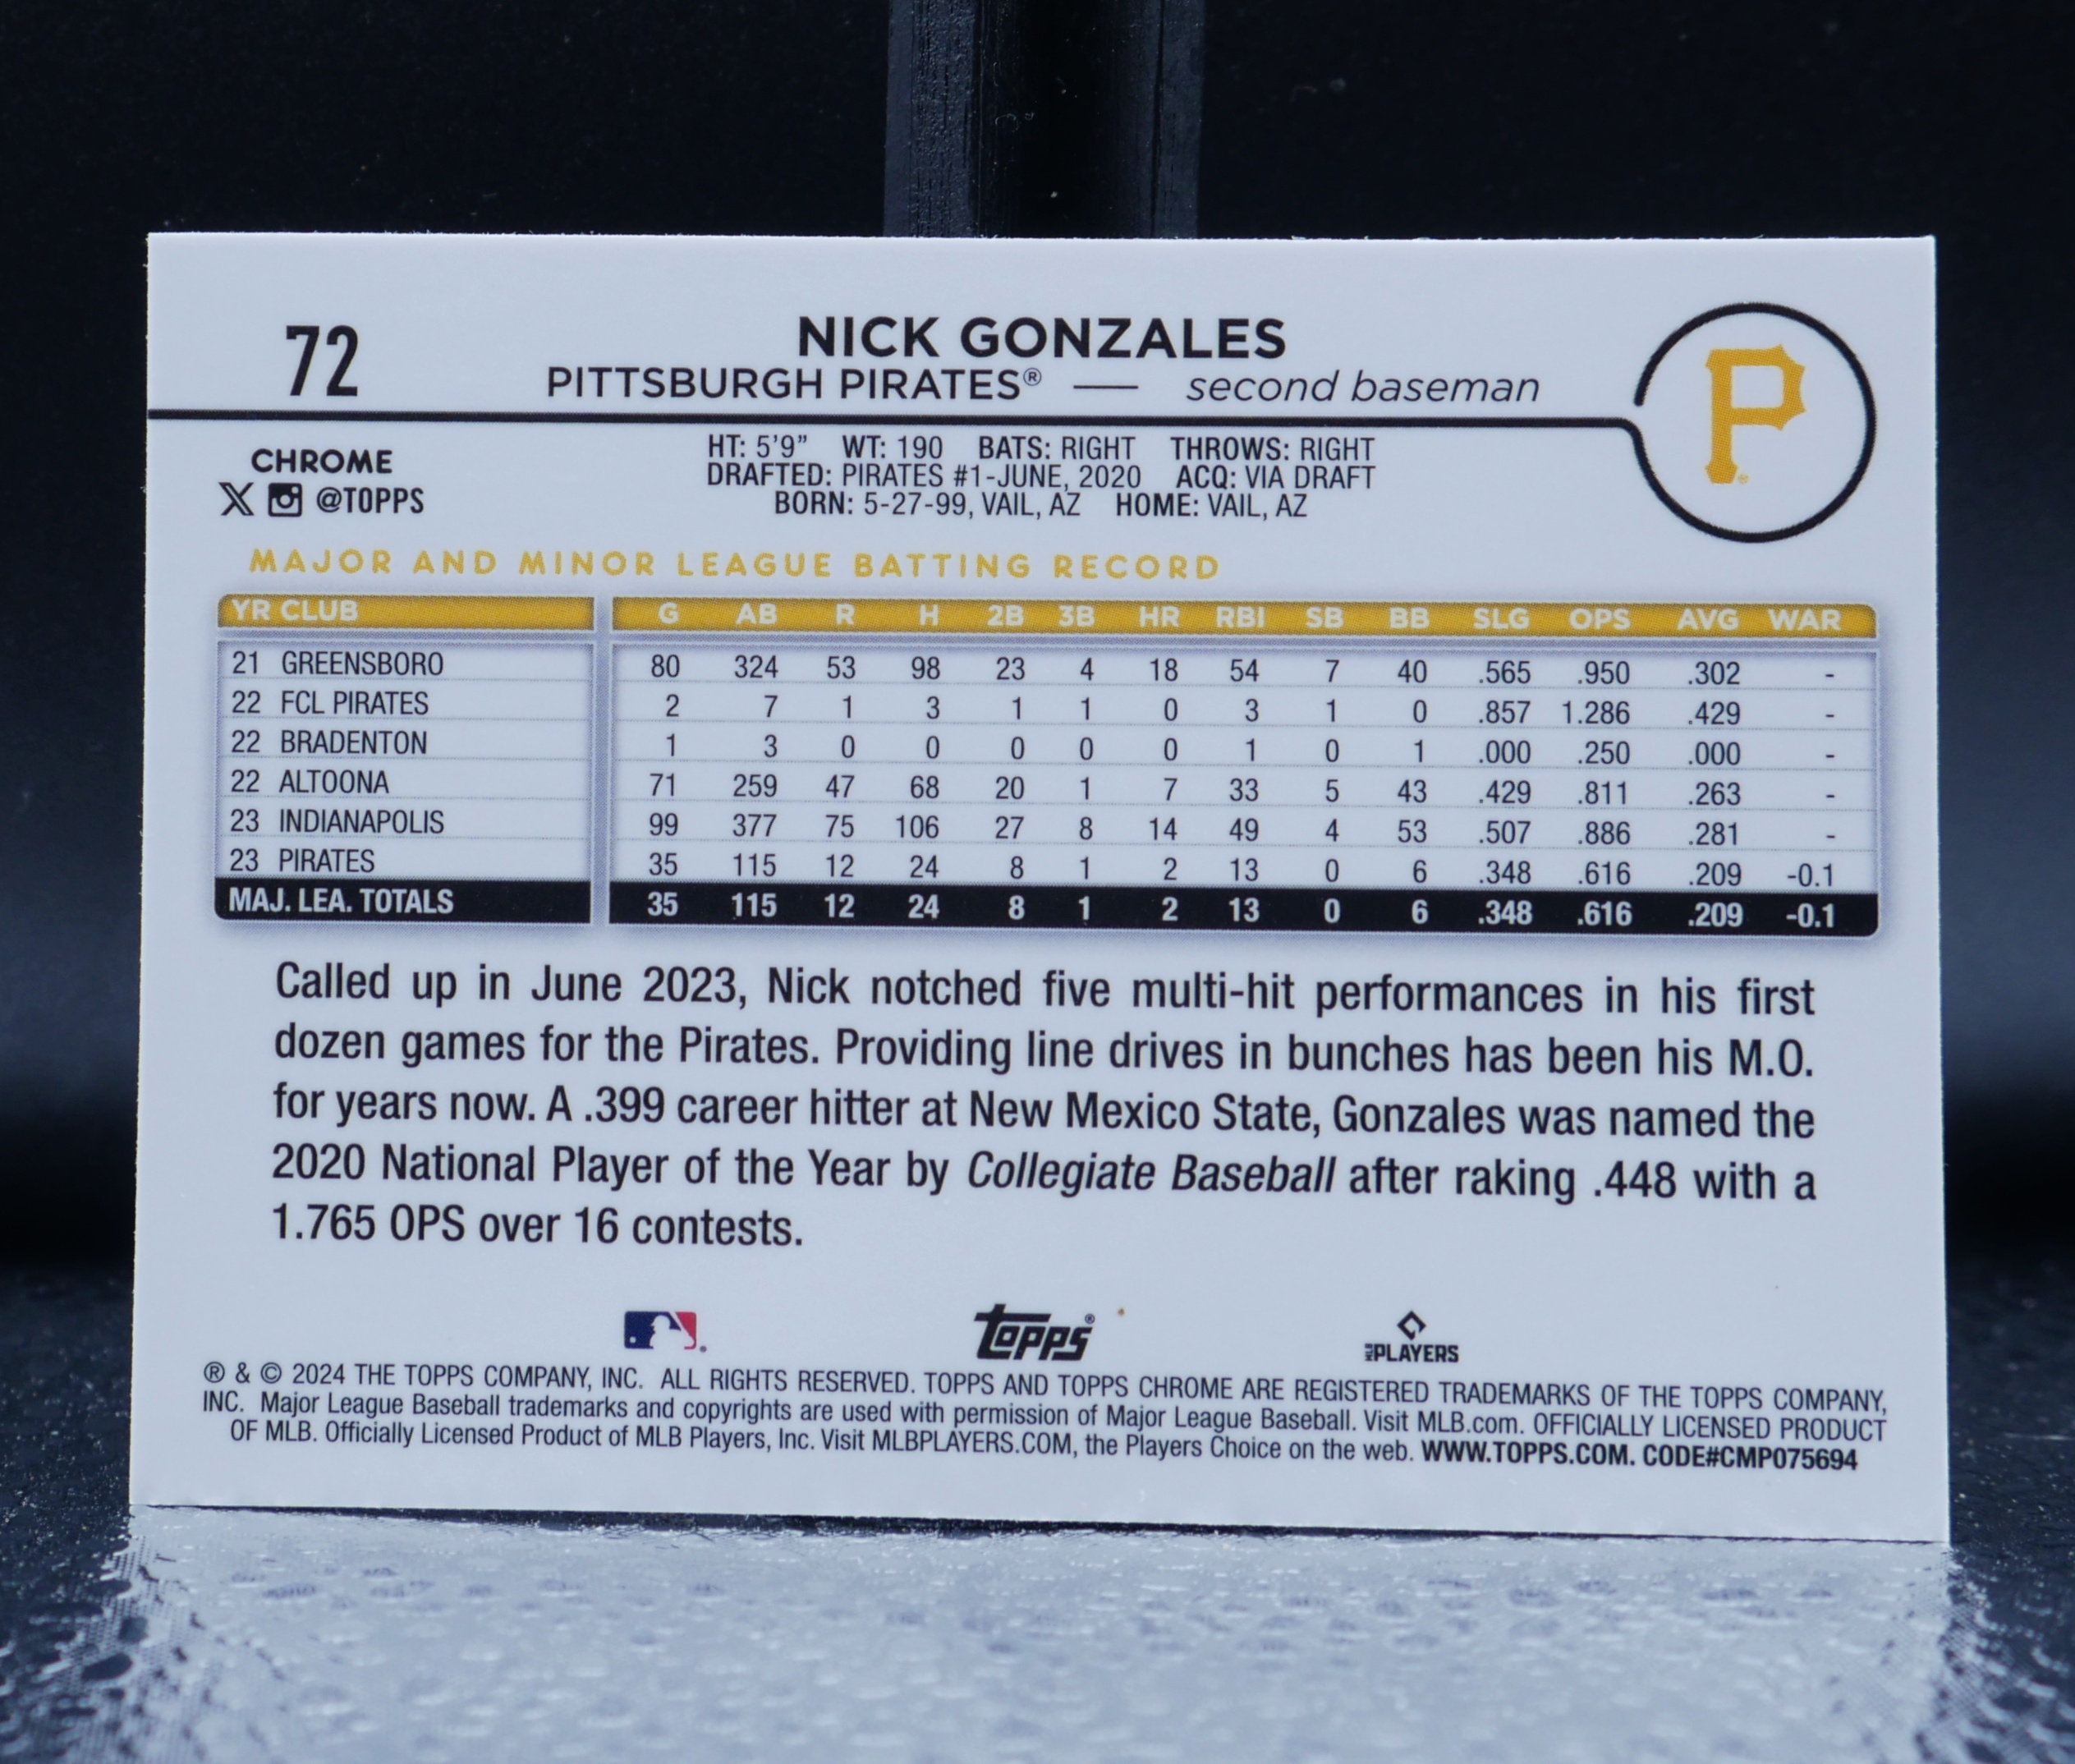 72
NICK GONZALES
PITTSBURGH PIRATES® — second baseman
P
CHROME
X @TOPPS
HT: 5'9" WT: 190 BATS: RIGHT THROWS: RIGHT
DRAFTED: PIRATES #1-JUNE, 2020 ACQ: VIA DRAFT
BORN: 5-27-99, VAIL, AZ HOME: VAIL, AZ
MAJOR AND MINOR LEAGUE BATTING RECORD
YR CLUB G AB R H 2B 3B HR RBI SB BB SLG OPS AVG WAR
21 GREENSBORO 80 324 53 98 23 4 18 54 7 40 .565 .950 .302 -
22 FCL PIRATES 2 7 1 3 1 1 0 3 1 0 .857 1.286 .429 -
22 BRADENTON 1 3 0 0 0 0 0 1 0 1 .000 .250 .000 -
22 ALTOONA 71 259 47 68 20 1 7 33 5 43 .429 .811 .263 -
23 INDIANAPOLIS 99 377 75 106 27 8 14 49 4 53 .507 .886 .281 -
23 PIRATES 35 115 12 24 8 1 2 13 0 6 .348 .616 .209 -0.1
MAJ. LEA. TOTALS 35 115 12 24 8 1 2 13 0 6 .348 .616 .209 -0.1
Called up in June 2023, Nick notched five multi-hit performances in his first
dozen games for the Pirates. Providing line drives in bunches has been his M.O.
for years now. A .399 career hitter at New Mexico State, Gonzales was named the
2020 National Player of the Year by Collegiate Baseball after raking .448 with a
1.765 OPS over 16 contests.
topps®
MLB PLAYERS
® & © 2024 THE TOPPS COMPANY, INC. ALL RIGHTS RESERVED. TOPPS AND TOPPS CHROME ARE REGISTERED TRADEMARKS OF THE TOPPS COMPANY,
INC. Major League Baseball trademarks and copyrights are used with permission of Major League Baseball. Visit MLB.com. OFFICIALLY LICENSED PRODUCT
OF MLB. Officially Licensed Product of MLB Players, Inc. Visit MLBPLAYERS.COM, the Players Choice on the web. WWW.TOPPS.COM. CODE#CMP075694